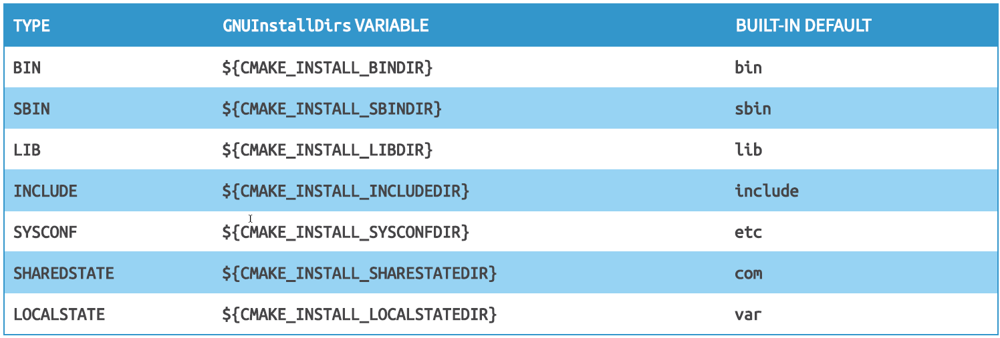 TYPE GNUInstallDirs VARIABLE BUILT-IN DEFAULT
BIN ${CMAKE_INSTALL_BINDIR} bin
SBIN ${CMAKE_INSTALL_SBINDIR} sbin
LIB ${CMAKE_INSTALL_LIBDIR} lib
INCLUDE ${CMAKE_INSTALL_INCLUDEDIR} include
SYSCONF ${CMAKE_INSTALL_SYSCONFDIR} etc
SHAREDSTATE ${CMAKE_INSTALL_SHARESTATEDIR} com
LOCALSTATE ${CMAKE_INSTALL_LOCALSTATEDIR} var